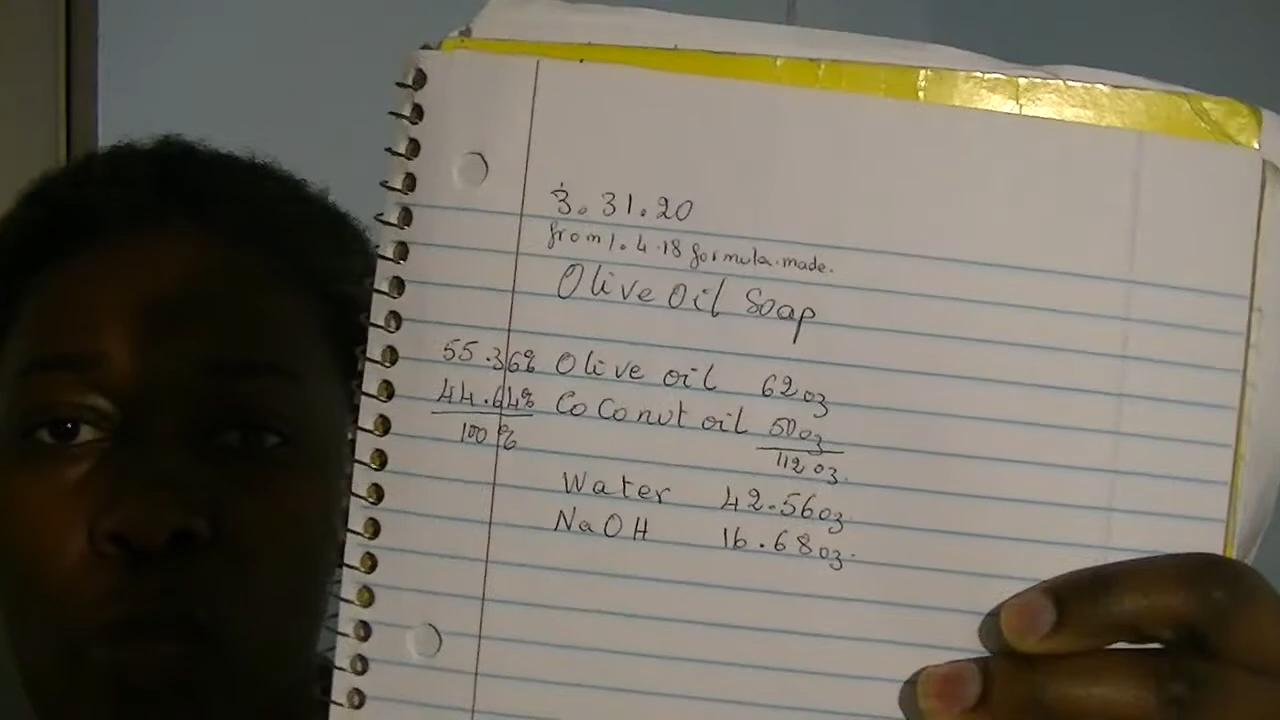 3.31.20
from 1.4.18 formula.made.
Olive Oil Soap
55.36% Olive oil 62oz
44.64% CoConut oil 50oz
100% 112oz.
Water 42.56oz
NaOH 16.68oz.